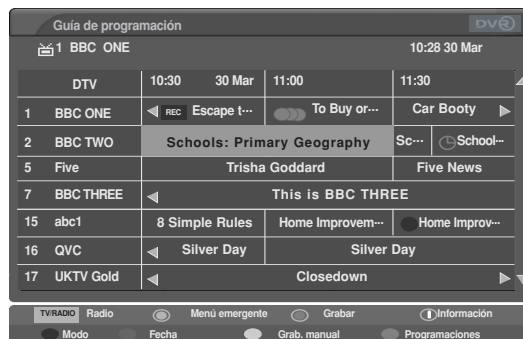 Guía de programación DVR
1 BBC ONE 10:28 30 Mar
DTV 10:30 30 Mar 11:00 11:30
1 BBC ONE REC Escape t··· To Buy or··· Car Booty
2 BBC TWO Schools: Primary Geography Sc··· School···
5 Five Trisha Goddard Five News
7 BBC THREE This is BBC THREE
15 abc1 8 Simple Rules Home Improvem··· Home Improv···
16 QVC Silver Day Silver Day
17 UKTV Gold Closedown
TV/RADIO Radio Menú emergente Grabar Información
Modo Fecha Grab. manual Programaciones